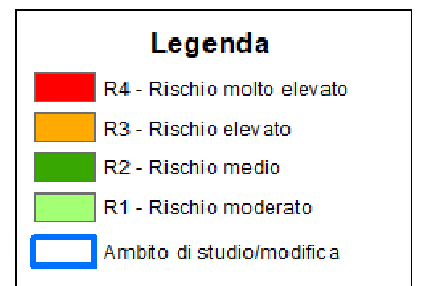 Legenda
R4 - Rischio molto elevato
R3 - Rischio elevato
R2 - Rischio medio
R1 - Rischio moderato
Ambito di studio/modifica